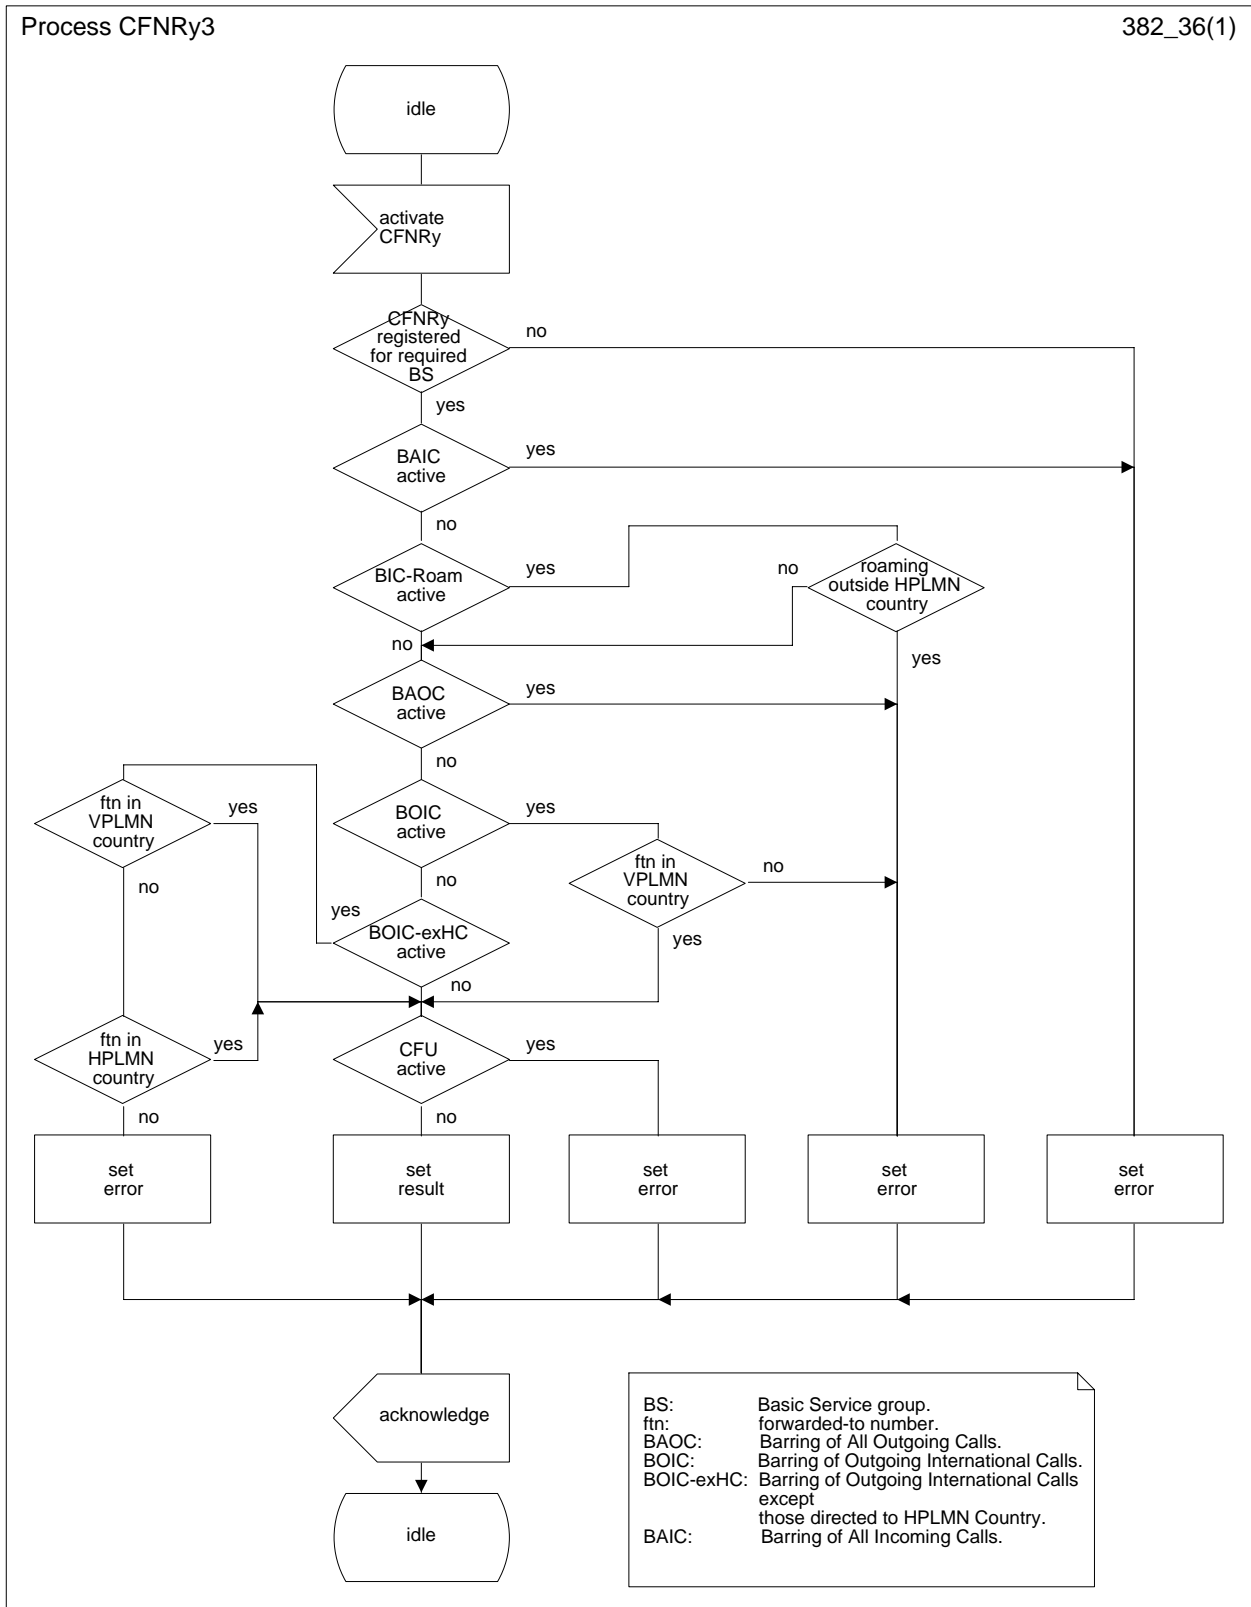 Process CFNRy3
382_36(1)
idle
activate
CFNRy
CFNRy
registered
for required
BS
no
yes
BAIC
active
yes
no
BIC-Roam
active
yes
no
roaming
outside HPLMN
country
no
yes
BAOC
active
yes
no
ftn in
VPLMN
country
yes
no
BOIC
active
yes
no
ftn in
VPLMN
country
no
yes
yes
BOIC-exHC
active
no
ftn in
HPLMN
country
yes
no
CFU
active
yes
no
set
error
set
result
set
error
set
error
set
error
acknowledge
idle
BS: Basic Service group.
ftn: forwarded-to number.
BAOC: Barring of All Outgoing Calls.
BOIC: Barring of Outgoing International Calls.
BOIC-exHC: Barring of Outgoing International Calls
except
those directed to HPLMN Country.
BAIC: Barring of All Incoming Calls.